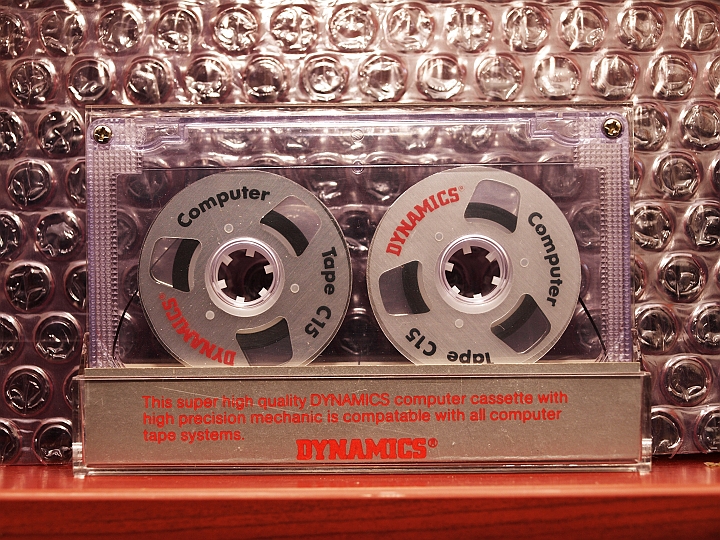 Computer
Tape C15
DYNAMICS®
DYNAMICS®
Computer
Tape C15
This super high quality DYNAMICS computer cassette with
high precision mechanic is compatable with all computer
tape systems.
DYNAMICS®